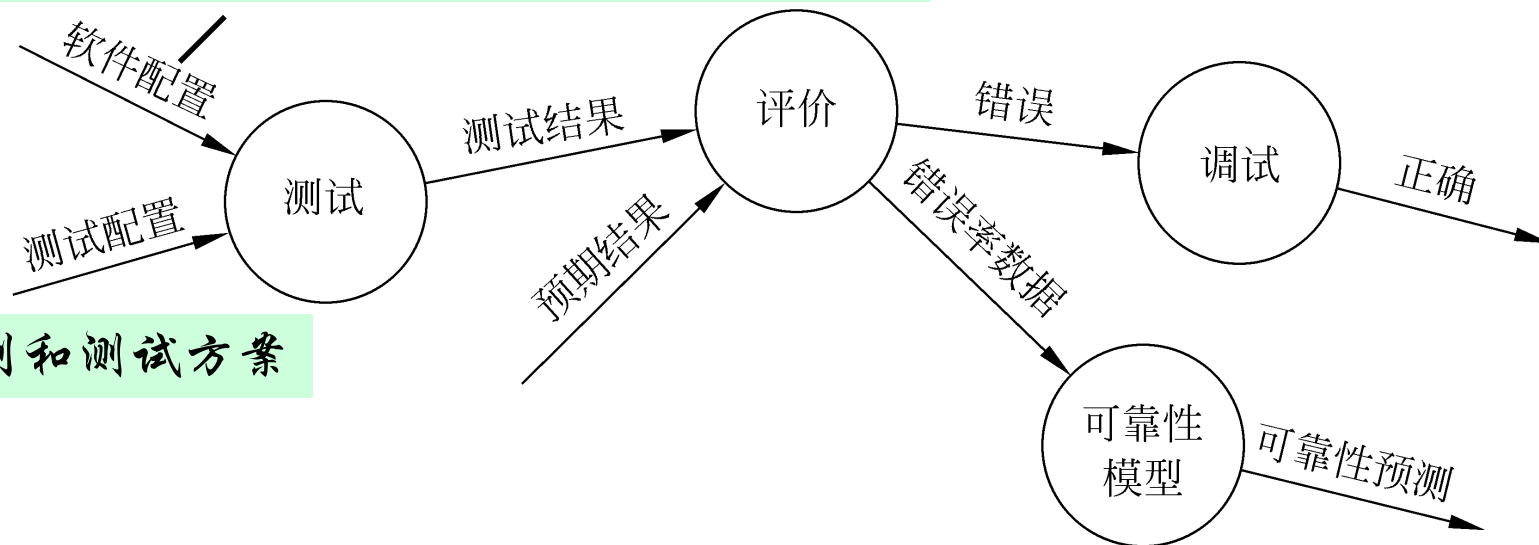 软件配置
测试配置
测试
测试结果
预期结果
评价
错误
错误率数据
调试
正确
可靠性
模型
可靠性预测
和测试方案